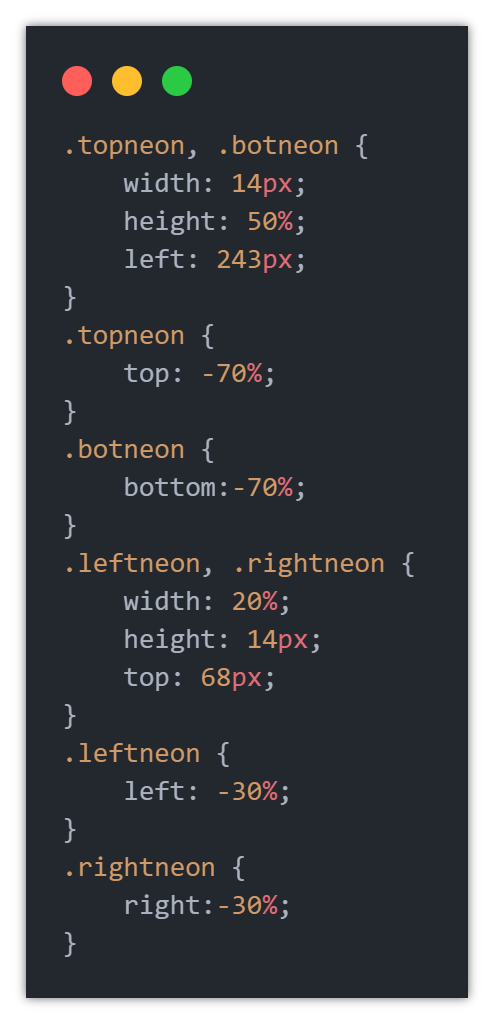 .topneon, .botneon {
    width: 14px;
    height: 50%;
    left: 243px;
}
.topneon {
    top: -70%;
}
.botneon {
    bottom:-70%;
}
.leftneon, .rightneon {
    width: 20%;
    height: 14px;
    top: 68px;
}
.leftneon {
    left: -30%;
}
.rightneon {
    right:-30%;
}